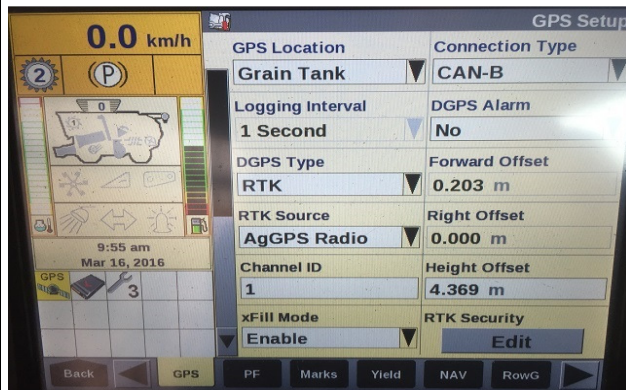 GPS Setup
0.0 km/h
GPS Location
Connection Type
Grain Tank
CAN-B
2
P
0
Logging Interval
DGPS Alarm
1 Second
No
DGPS Type
Forward Offset
RTK
0.203 m
RTK Source
Right Offset
AgGPS Radio
0.000 m
9:55 am
Mar 16, 2016
Channel ID
Height Offset
GPS
3
1
4.369 m
xFill Mode
RTK Security
Enable
Edit
Back
GPS
PF
Marks
Yield
NAV
RowG